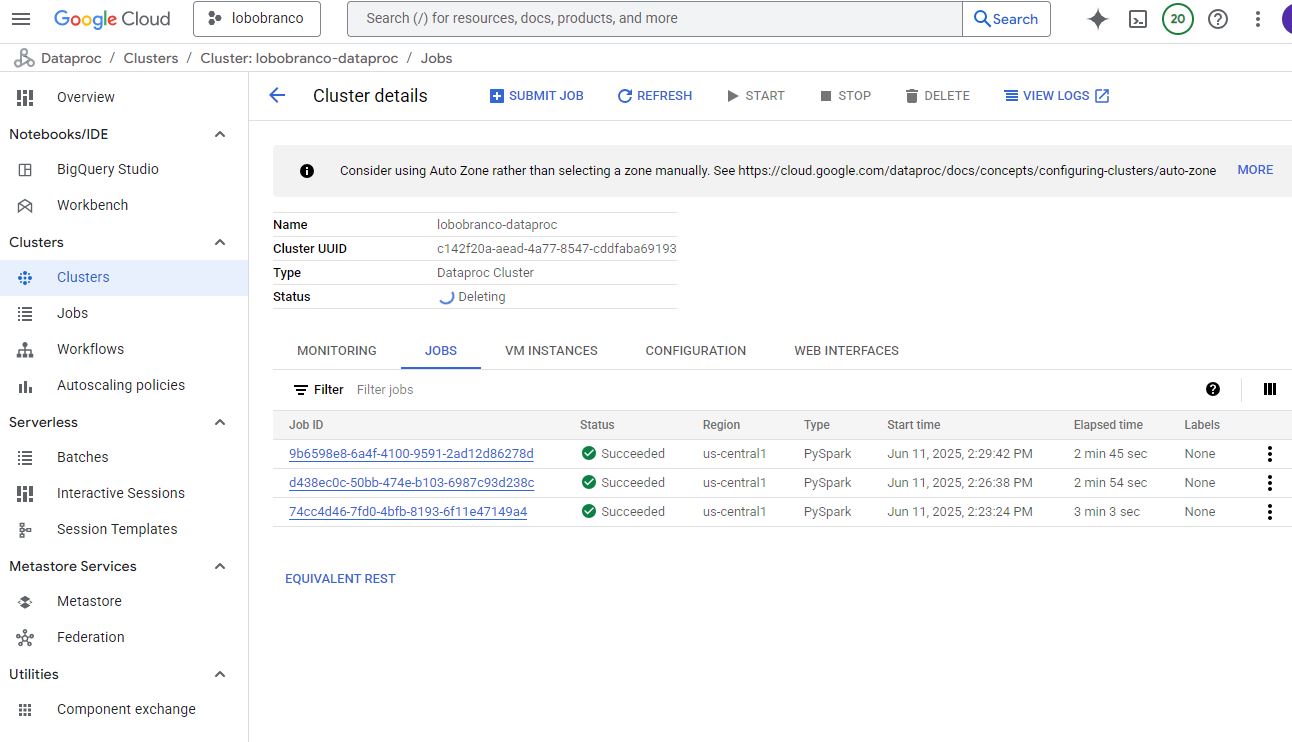 Google Cloud lobobranco Search (/) for resources, docs, products, and more Search 20
Dataproc / Clusters / Cluster: lobobranco-dataproc / Jobs
Overview
Notebooks/IDE
BigQuery Studio
Workbench
Clusters
Clusters
Jobs
Workflows
Autoscaling policies
Serverless
Batches
Interactive Sessions
Session Templates
Metastore Services
Metastore
Federation
Utilities
Component exchange
Cluster details SUBMIT JOB REFRESH START STOP DELETE VIEW LOGS
Consider using Auto Zone rather than selecting a zone manually. See https://cloud.google.com/dataproc/docs/concepts/configuring-clusters/auto-zone MORE
Name lobobranco-dataproc
Cluster UUID c142f20a-aead-4a77-8547-cddfaba69193
Type Dataproc Cluster
Status Deleting
MONITORING JOBS VM INSTANCES CONFIGURATION WEB INTERFACES
Filter Filter jobs
Job ID Status Region Type Start time Elapsed time Labels
9b6598e8-6a4f-4100-9591-2ad12d86278d Succeeded us-central1 PySpark Jun 11, 2025, 2:29:42 PM 2 min 45 sec None
d438ec0c-50bb-474e-b103-6987c93d238c Succeeded us-central1 PySpark Jun 11, 2025, 2:26:38 PM 2 min 54 sec None
74cc4d46-7fd0-4bfb-8193-6f11e47149a4 Succeeded us-central1 PySpark Jun 11, 2025, 2:23:24 PM 3 min 3 sec None
EQUIVALENT REST